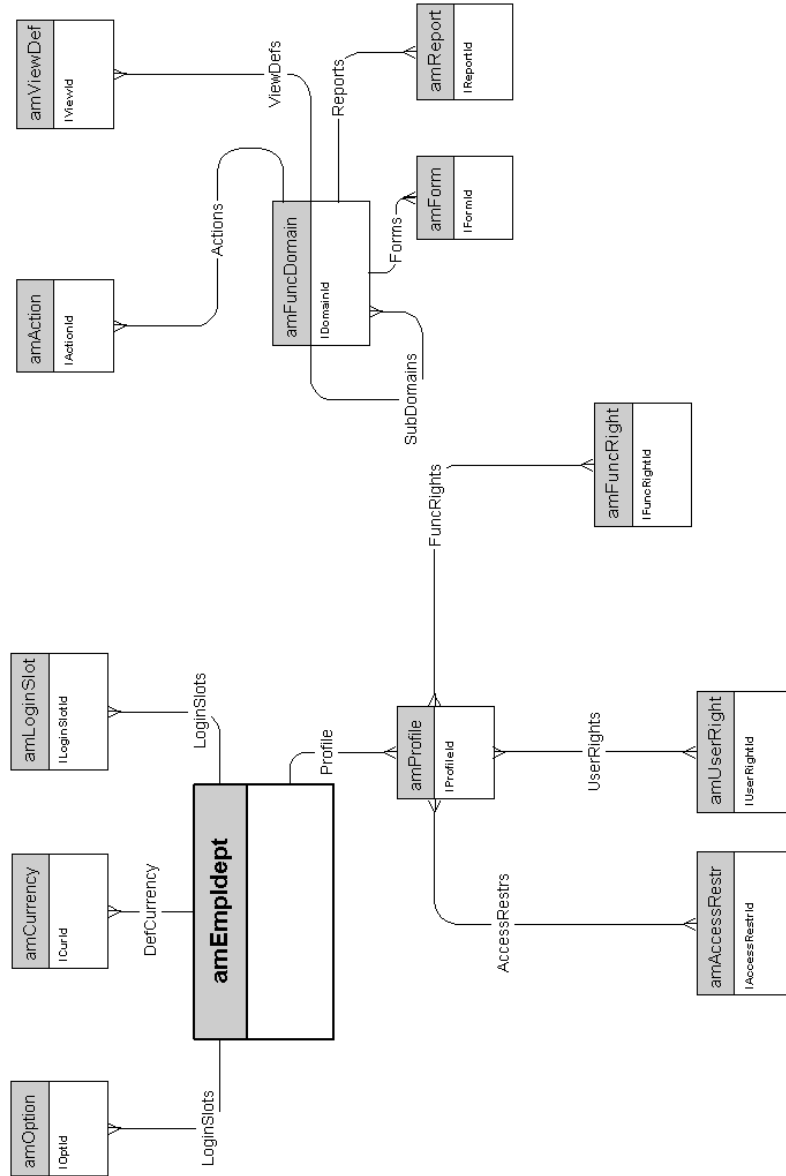 amOption
lOptId
LoginSlots
amCurrency
lCurId
DefCurrency
amLoginSlot
lLoginSlotId
LoginSlots
amAction
lActionId
Actions
amViewDef
lViewId
ViewDefs
amEmpldept
Profile
amFuncDomain
lDomainId
SubDomains
Forms
Reports
amForm
lFormId
amReport
lReportId
amProfile
lProfileId
FuncRights
AccessRestrs
UserRights
amFuncRight
lFuncRightId
amAccessRestr
lAccessRestrId
amUserRight
lUserRightId